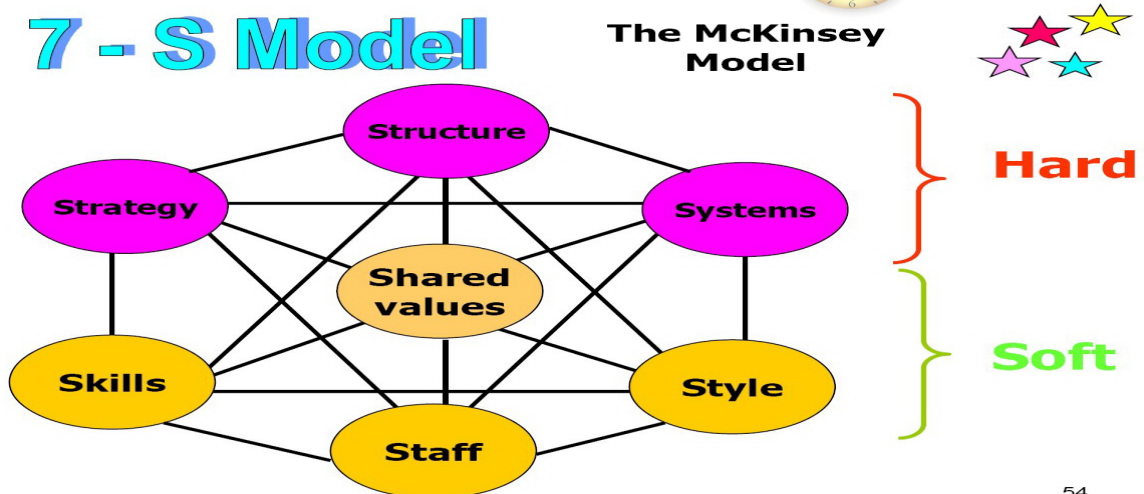 7 - S Model
The McKinsey
Model
Structure
Hard
Strategy
Systems
Shared
values
Soft
Skills
Style
Staff
54